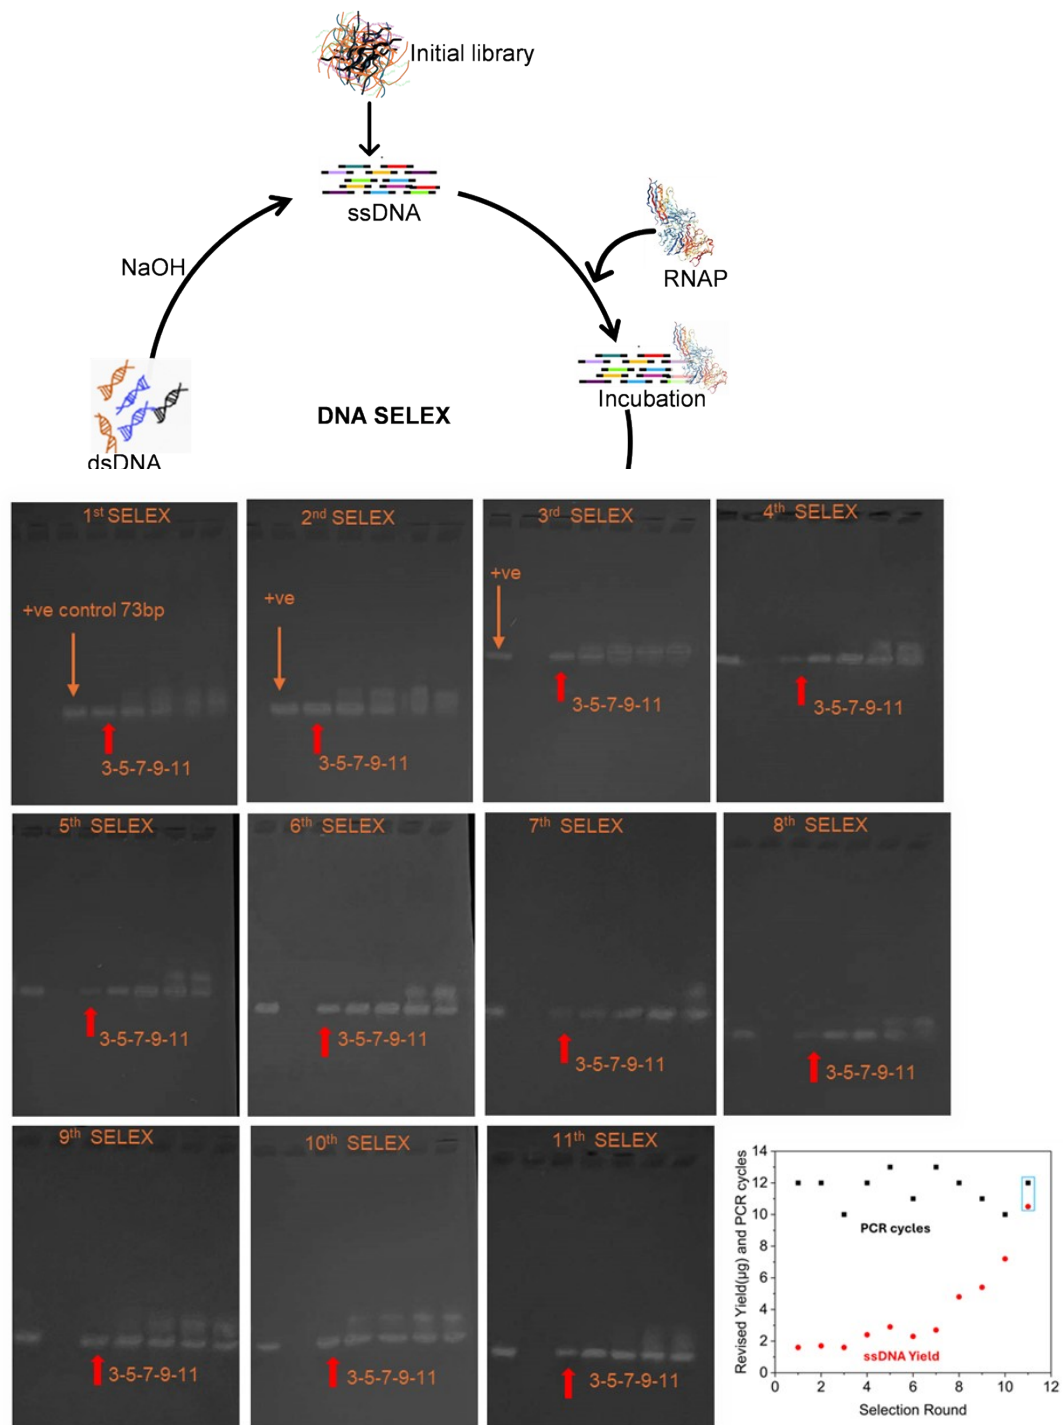 Initial library
ssDNA
NaOH
RNAP
Incubation
DNA SELEX
dsDNA
1st SELEX
+ve control 73bp
3-5-7-9-11
2nd SELEX
+ve
3-5-7-9-11
3rd SELEX
+ve
3-5-7-9-11
4th SELEX
3-5-7-9-11
5th SELEX
3-5-7-9-11
6th SELEX
3-5-7-9-11
7th SELEX
3-5-7-9-11
8th SELEX
3-5-7-9-11
9th SELEX
3-5-7-9-11
10th SELEX
3-5-7-9-11
11th SELEX
3-5-7-9-11
Revised Yield(μg) and PCR cycles
14
12
10
8
6
4
2
0
PCR cycles
ssDNA Yield
0 2 4 6 8 10 12
Selection Round